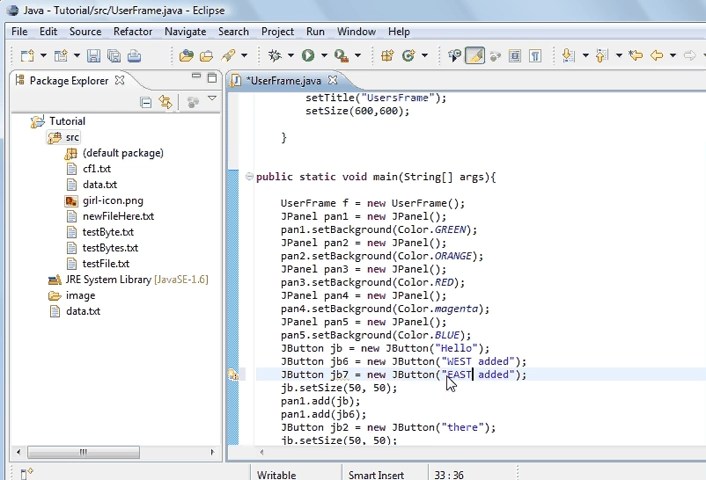 Java - Tutorial/src/UserFrame.java - Eclipse
File Edit Source Refactor Navigate Search Project Run Window Help
Package Explorer
*UserFrame.java
Tutorial
src
(default package)
cf1.txt
data.txt
girl-icon.png
newFileHere.txt
testByte.txt
testBytes.txt
testFile.txt
JRE System Library [JavaSE-1.6]
image
data.txt
setTitle("UsersFrame");
setSize(600,600);
}
public static void main(String[] args){
UserFrame f = new UserFrame();
JPanel pan1 = new JPanel();
pan1.setBackground(Color.GREEN);
JPanel pan2 = new JPanel();
pan2.setBackground(Color.ORANGE);
JPanel pan3 = new JPanel();
pan3.setBackground(Color.RED);
JPanel pan4 = new JPanel();
pan4.setBackground(Color.magenta);
JPanel pan5 = new JPanel();
pan5.setBackground(Color.BLUE);
JButton jb = new JButton("Hello");
JButton jb6 = new JButton("WEST added");
JButton jb7 = new JButton("EAST added");
jb.setSize(50, 50);
pan1.add(jb);
pan1.add(jb6);
JButton jb2 = new JButton("there");
jb.setSize(50, 50);
Writable Smart Insert 33 : 36